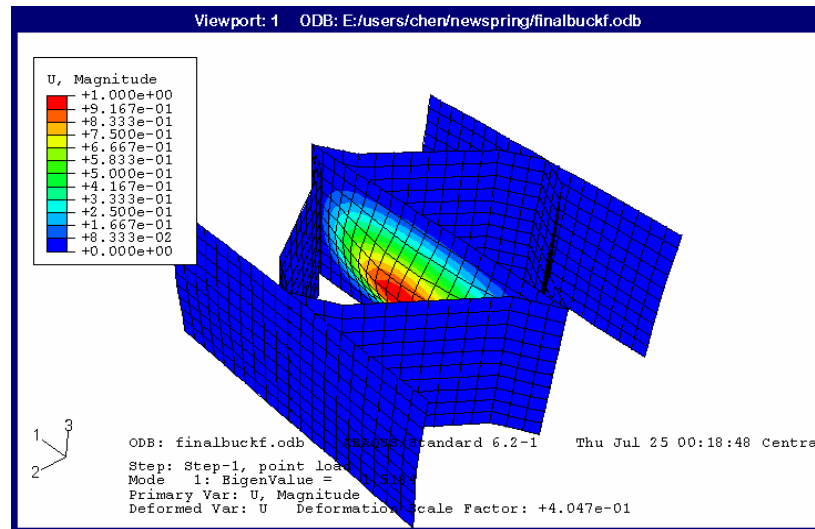 Viewport: 1 ODB: E:/users/chen/newspring/finalbuckf.odb
U, Magnitude
+1.000e+00
+9.167e-01
+8.333e-01
+7.500e-01
+6.667e-01
+5.833e-01
+5.000e-01
+4.167e-01
+3.333e-01
+2.500e-01
+1.667e-01
+8.333e-02
+0.000e+00
1
3
2
ODB: finalbuckf.odb ABAQUS/Standard 6.2-1 Thu Jul 25 00:18:48 Centra
Step: Step-1, point load
Mode 1: EigenValue =
Primary Var: U, Magnitude
Deformed Var: U Deformation Scale Factor: +4.047e-01